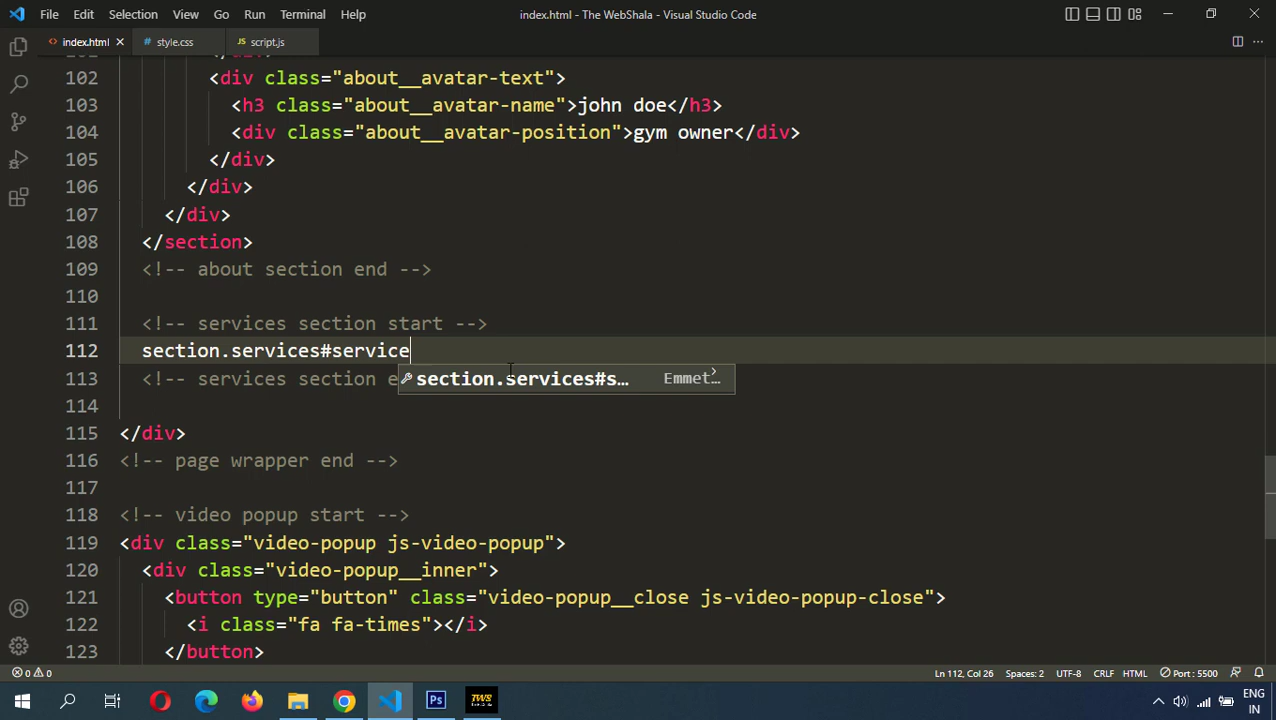 File Edit Selection View Go Run Terminal Help index.html - The WebShala - Visual Studio Code
index.html style.css script.js
102 <div class="about__avatar-text">
103 <h3 class="about__avatar-name">john doe</h3>
104 <div class="about__avatar-position">gym owner</div>
105 </div>
106 </div>
107 </div>
108 </section>
109 <!-- about section end -->
110
111 <!-- services section start -->
112 section.services#service
113 <!-- services section e section.services#s… Emmet…
114
115 </div>
116 <!-- page wrapper end -->
117
118 <!-- video popup start -->
119 <div class="video-popup js-video-popup">
120 <div class="video-popup__inner">
121 <button type="button" class="video-popup__close js-video-popup-close">
122 <i class="fa fa-times"></i>
123 </button>
0 0 Ln 112, Col 26 Spaces: 2 UTF-8 CRLF HTML Port : 5500
Ps TWS ENG
IN